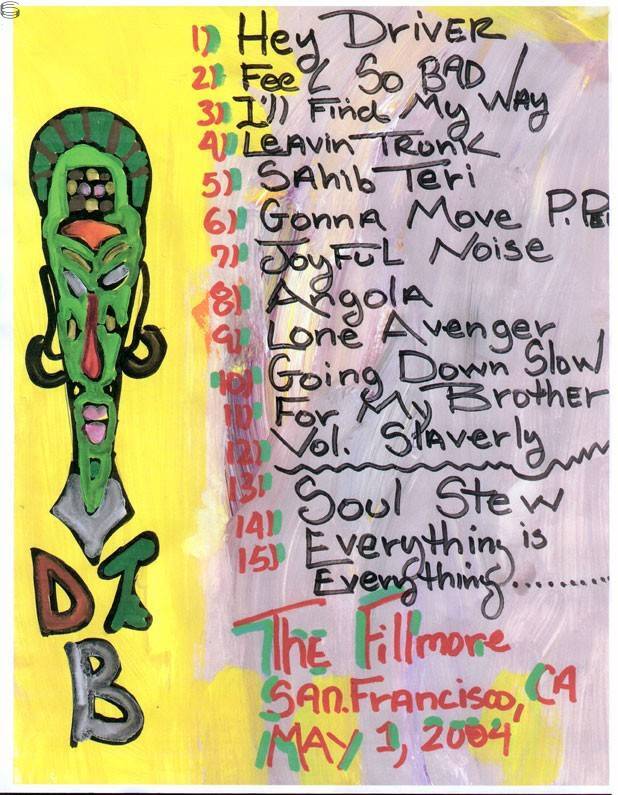 1) Hey Driver
2) Feel So BAD
3) I'll Find My Way
4) Leavin Trunk
5) Sahib Teri
6) Gonna Move P.P.
7) Joyful Noise
8) Angola
9) Lone Avenger
10) Going Down Slow
11) For My Brother
12) Vol. Slaverly
13) Soul Stew
14) Everything is
15) Everything..........
DTB
The Fillmore
San.Francisco, CA
May 1, 2004